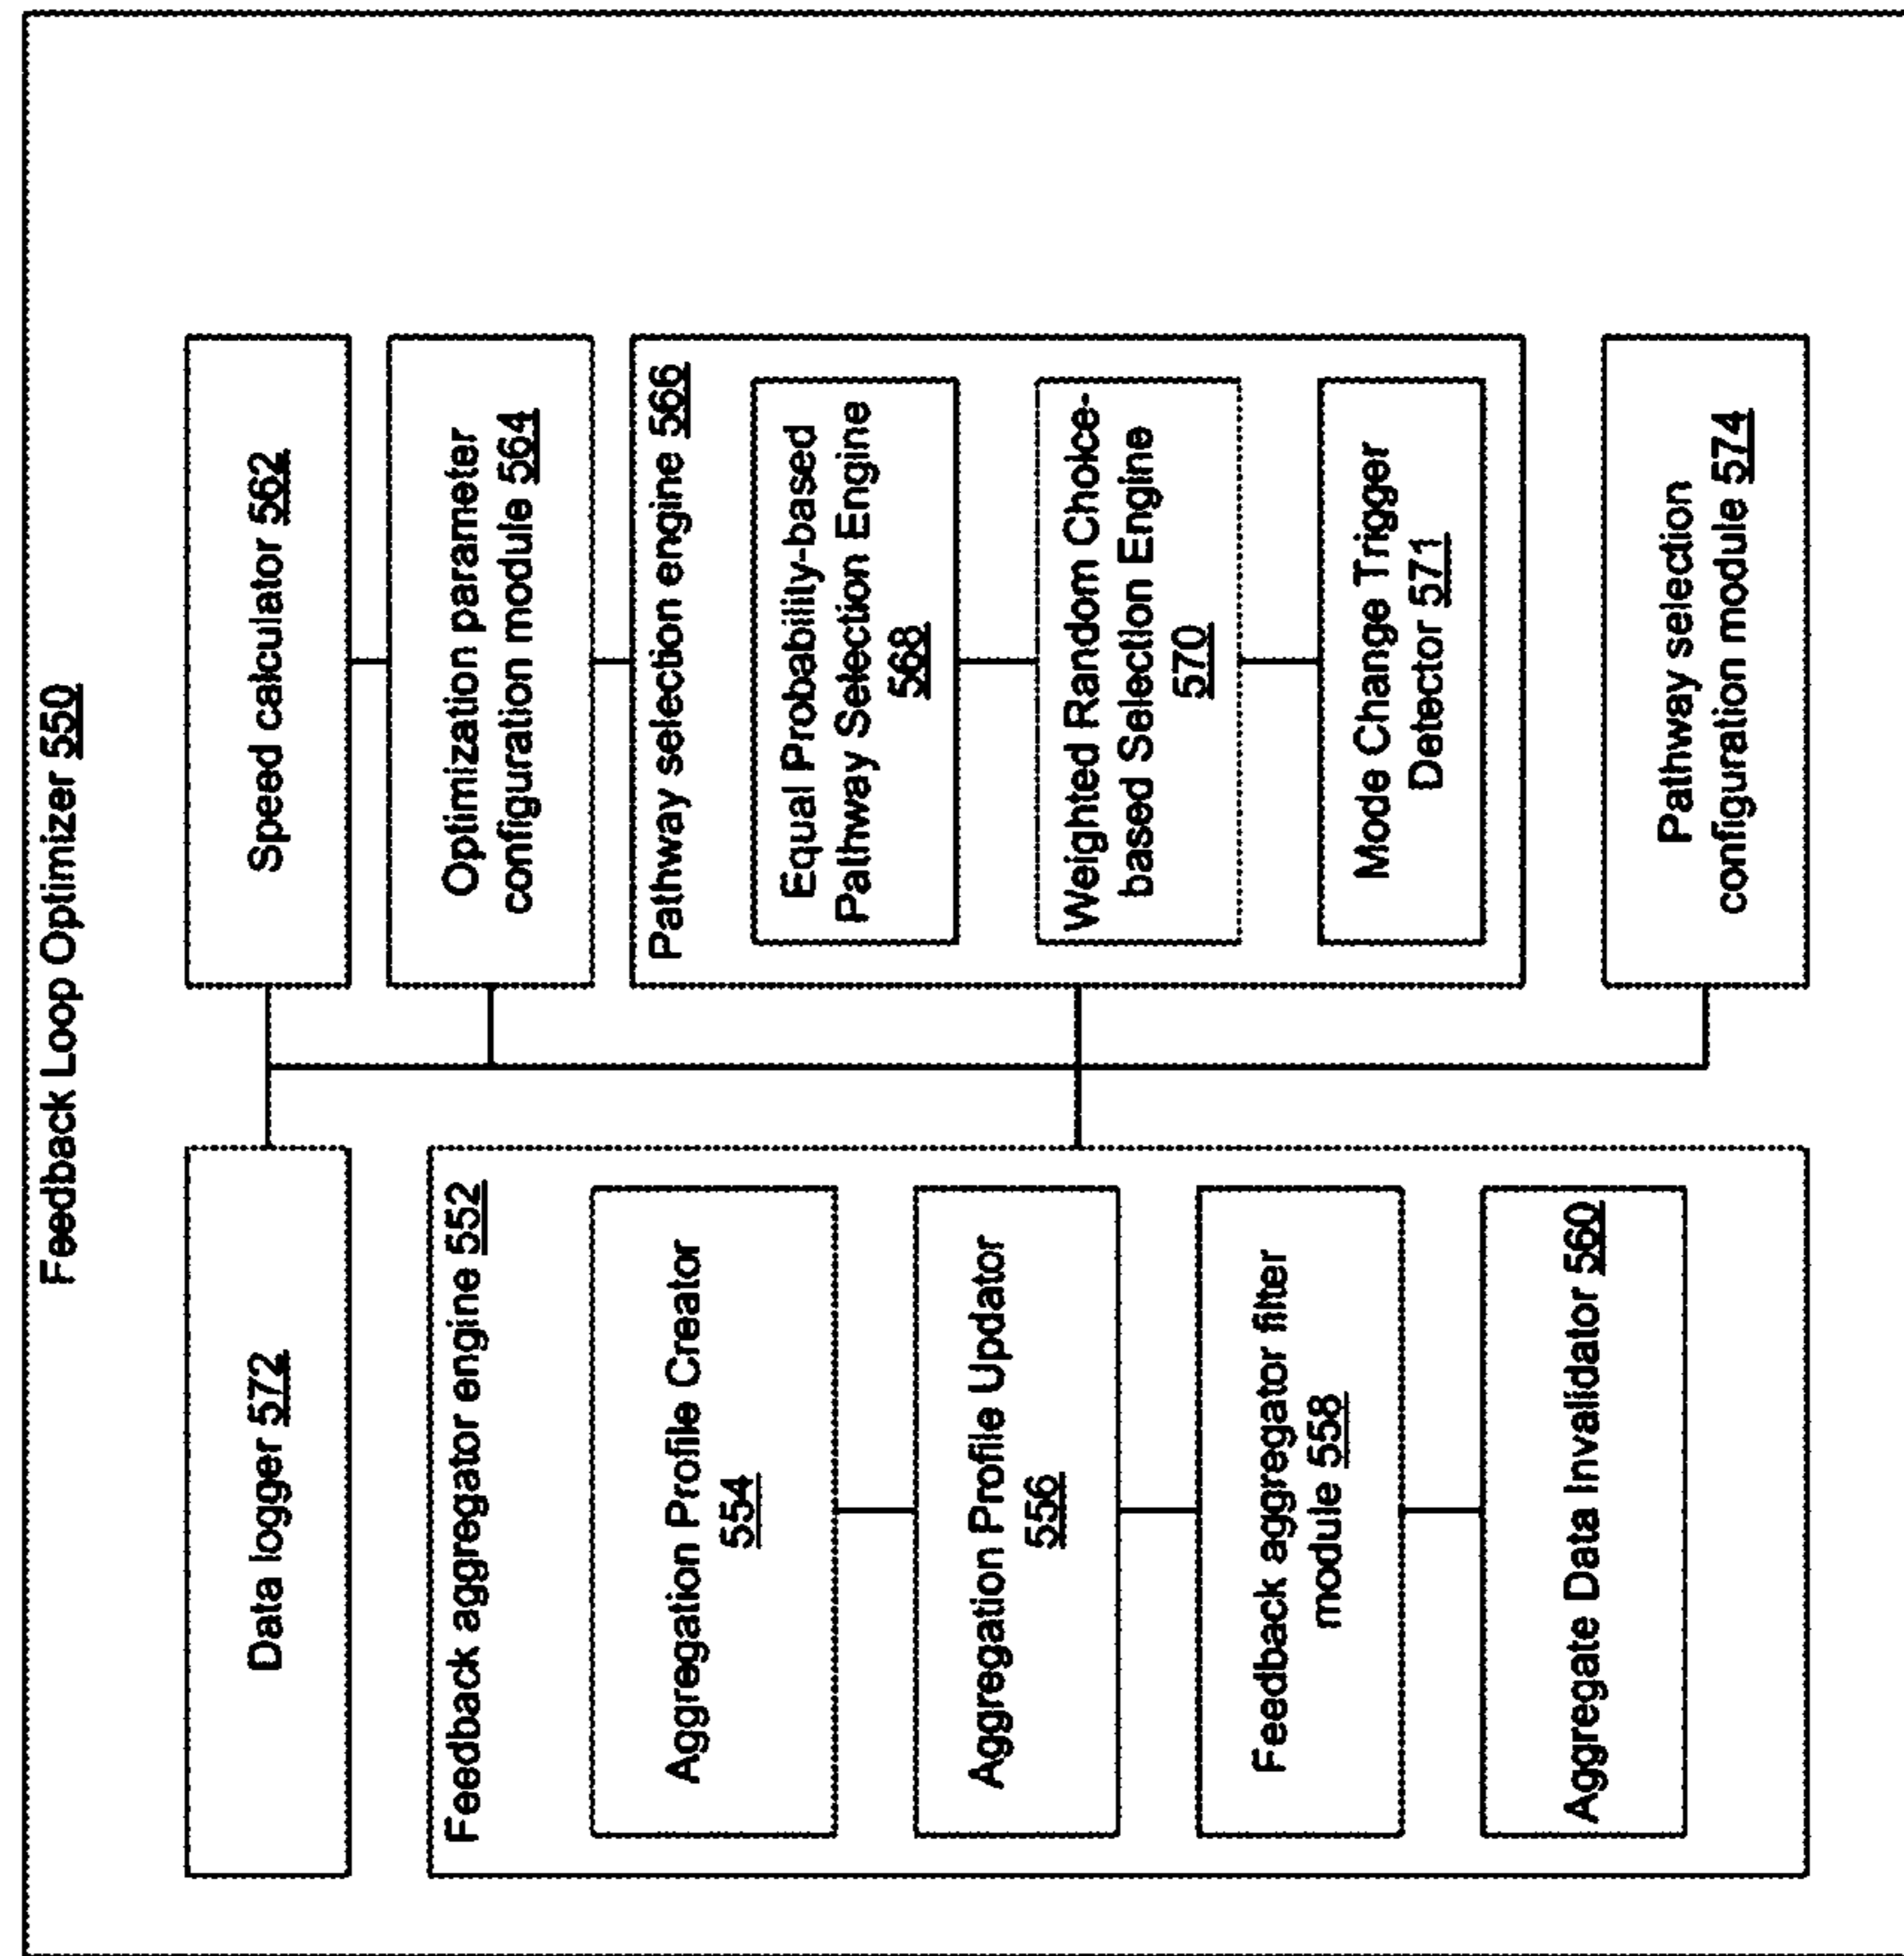 Feedback Loop Optimizer 550
Data logger 572
Feedback aggregator engine 552
Aggregation Profile Creator
554
Aggregation Profile Updator
556
Feedback aggregator filter
module 558
Aggregate Data Invalidator 560
Speed calculator 562
Optimization parameter
configuration module 564
Pathway selection engine 566
Equal Probability-based
Pathway Selection Engine
568
Weighted Random Choice-
based Selection Engine
570
Mode Change Trigger
Detector 571
Pathway selection
configuration module 574